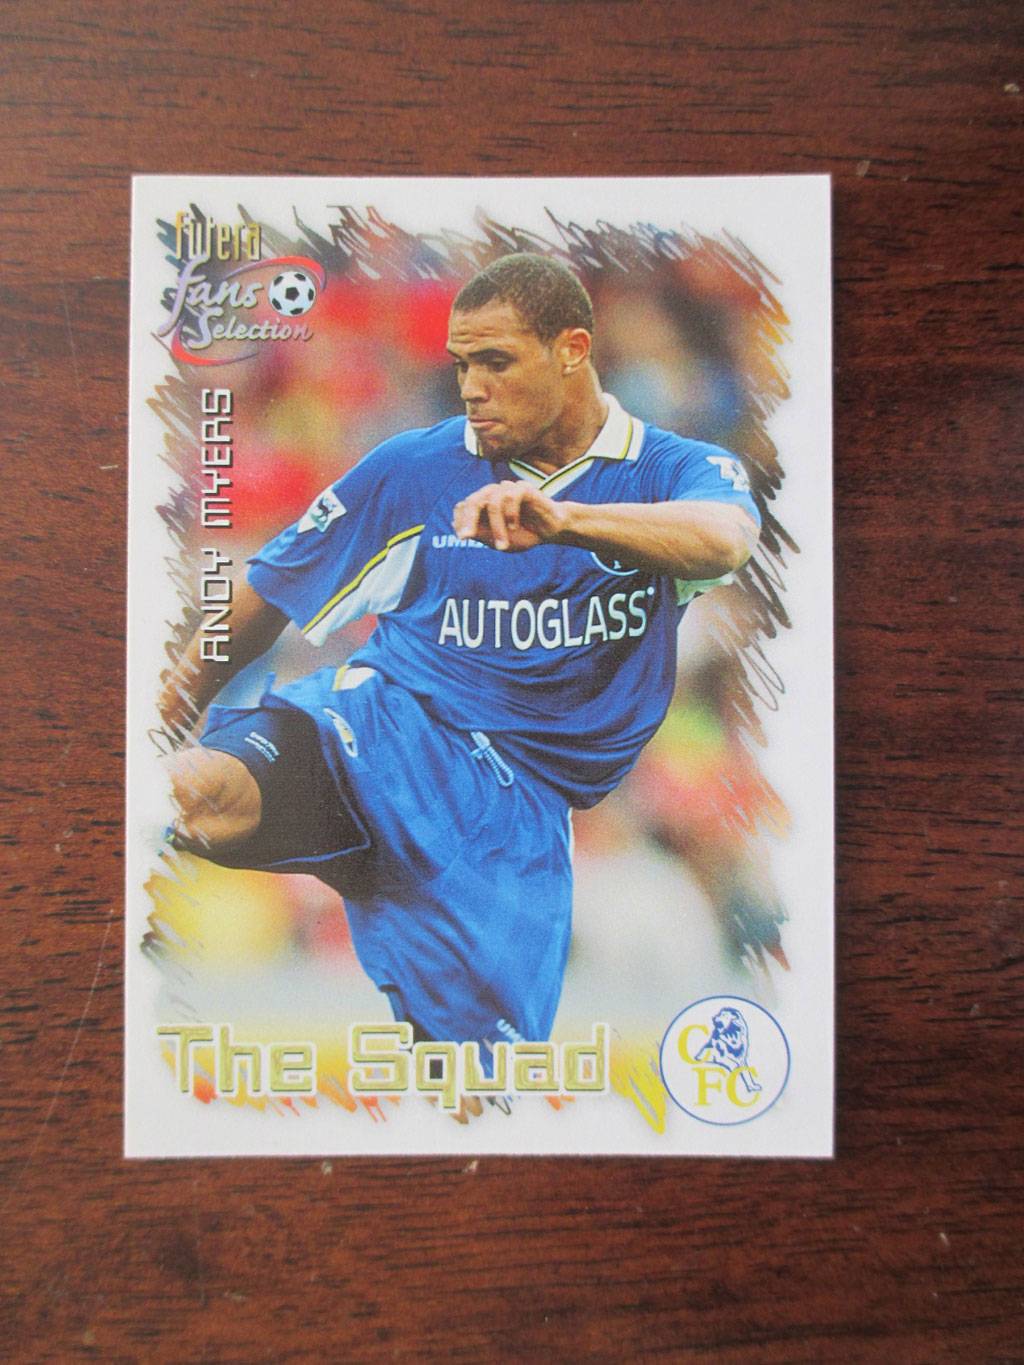 futera
fans
Selection
ANDY MYERS
AUTOGLASS
The Squad
CFC